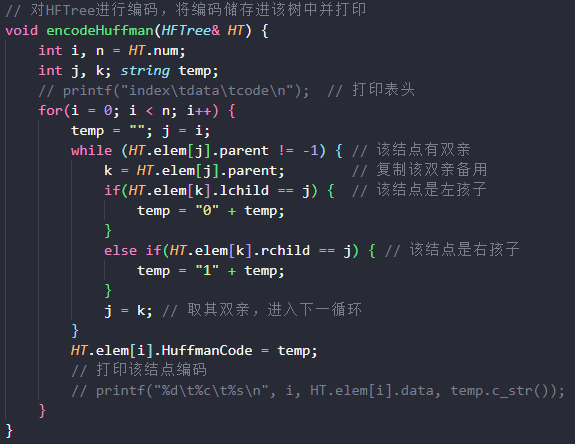 // 对HFTree进行编码，将编码储存进该树中并打印
void encodeHuffman(HFTree& HT) {
    int i, n = HT.num;
    int j, k; string temp;
    // printf("index\tdata\tcode\n");  // 打印表头
    for(i = 0; i < n; i++) {
        temp = ""; j = i;
        while (HT.elem[j].parent != -1) { // 该结点有双亲
            k = HT.elem[j].parent;        // 复制该双亲备用
            if(HT.elem[k].lchild == j) {  // 该结点是左孩子
                temp = "0" + temp;
            }
            else if(HT.elem[k].rchild == j) { // 该结点是右孩子
                temp = "1" + temp;
            }
            j = k; // 取其双亲，进入下一循环
        }
        HT.elem[i].HuffmanCode = temp;
        // 打印该结点编码
        // printf("%d\t%c\t%s\n", i, HT.elem[i].data, temp.c_str());
    }
}